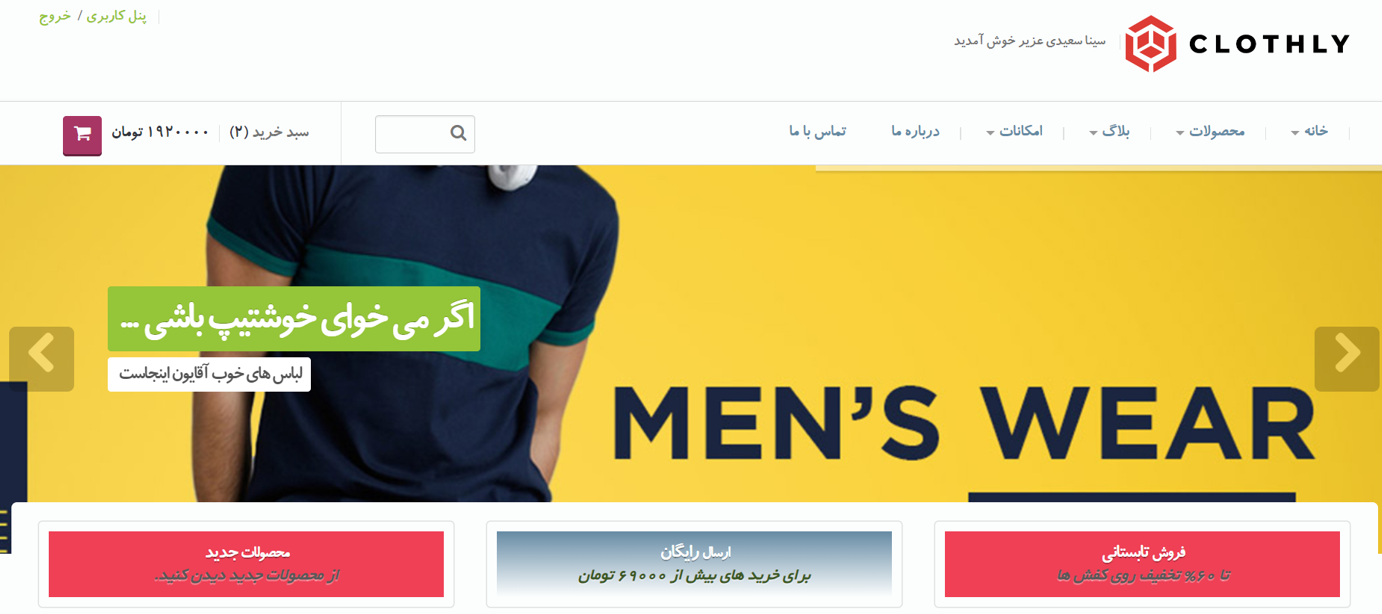 CLOTHLY
سینا سعیدی عزیر خوش آمدید
پنل کاربری / خروج
خانه
محصولات
بلاگ
امکانات
درباره ما
تماس با ما
سبد خرید (۲)
۱۹۲۰۰۰۰ تومان
اگر می خوای خوشتیپ باشی ...
لباس های خوب آقایون اینجاست
MEN'S WEAR
فروش تابستانی
تا ۶۰% تخفیف روی کفش ها
ارسال رایگان
برای خرید های بیش از ۶۹۰۰۰ تومان
محصولات جدید
از محصولات جدید دیدن کنید.